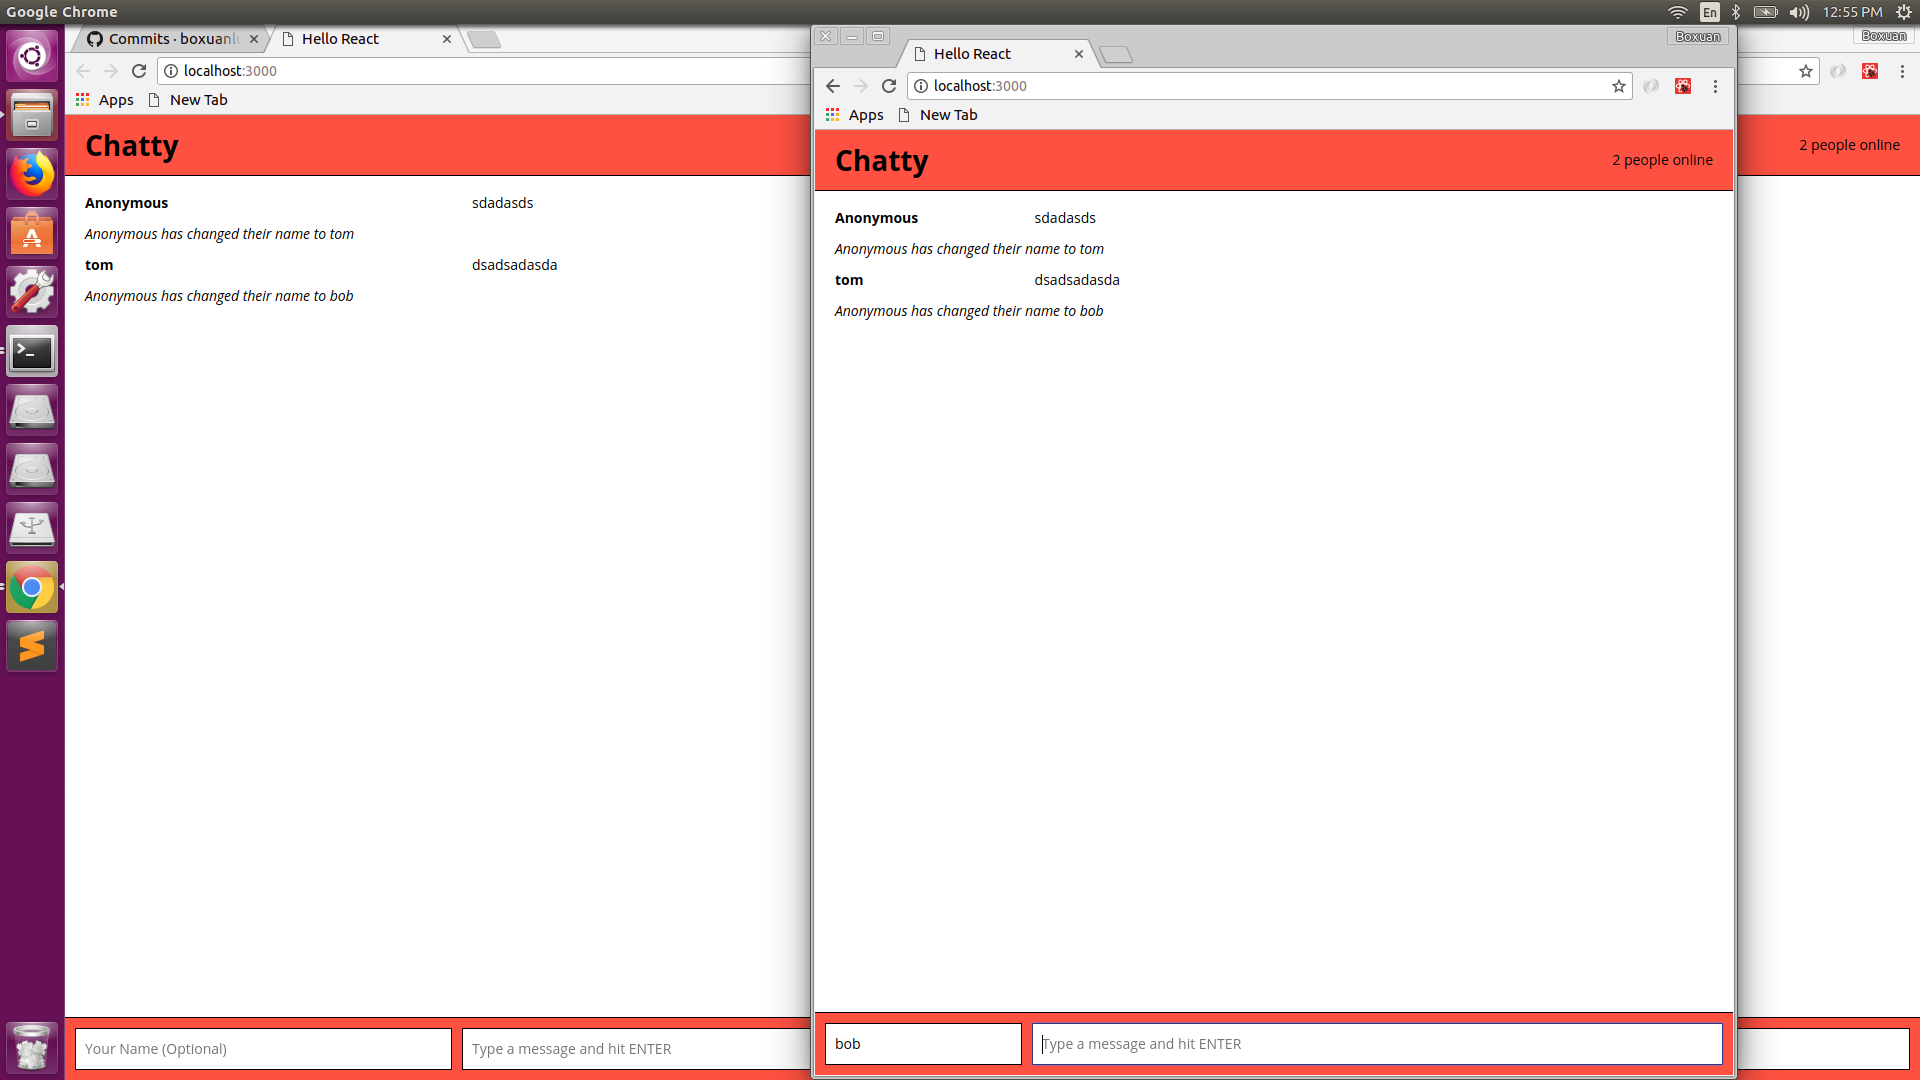 Google Chrome
En
12:55 PM
Commits · boxuanl
Hello React
localhost:3000
Apps
New Tab
Chatty
Anonymous sdadasds
Anonymous has changed their name to tom
tom dsadsadasda
Anonymous has changed their name to bob
Your Name (Optional)
Type a message and hit ENTER
Boxuan
Hello React
localhost:3000
Apps
New Tab
Chatty
2 people online
Anonymous sdadasds
Anonymous has changed their name to tom
tom dsadsadasda
Anonymous has changed their name to bob
bob
Type a message and hit ENTER
Boxuan
2 people online